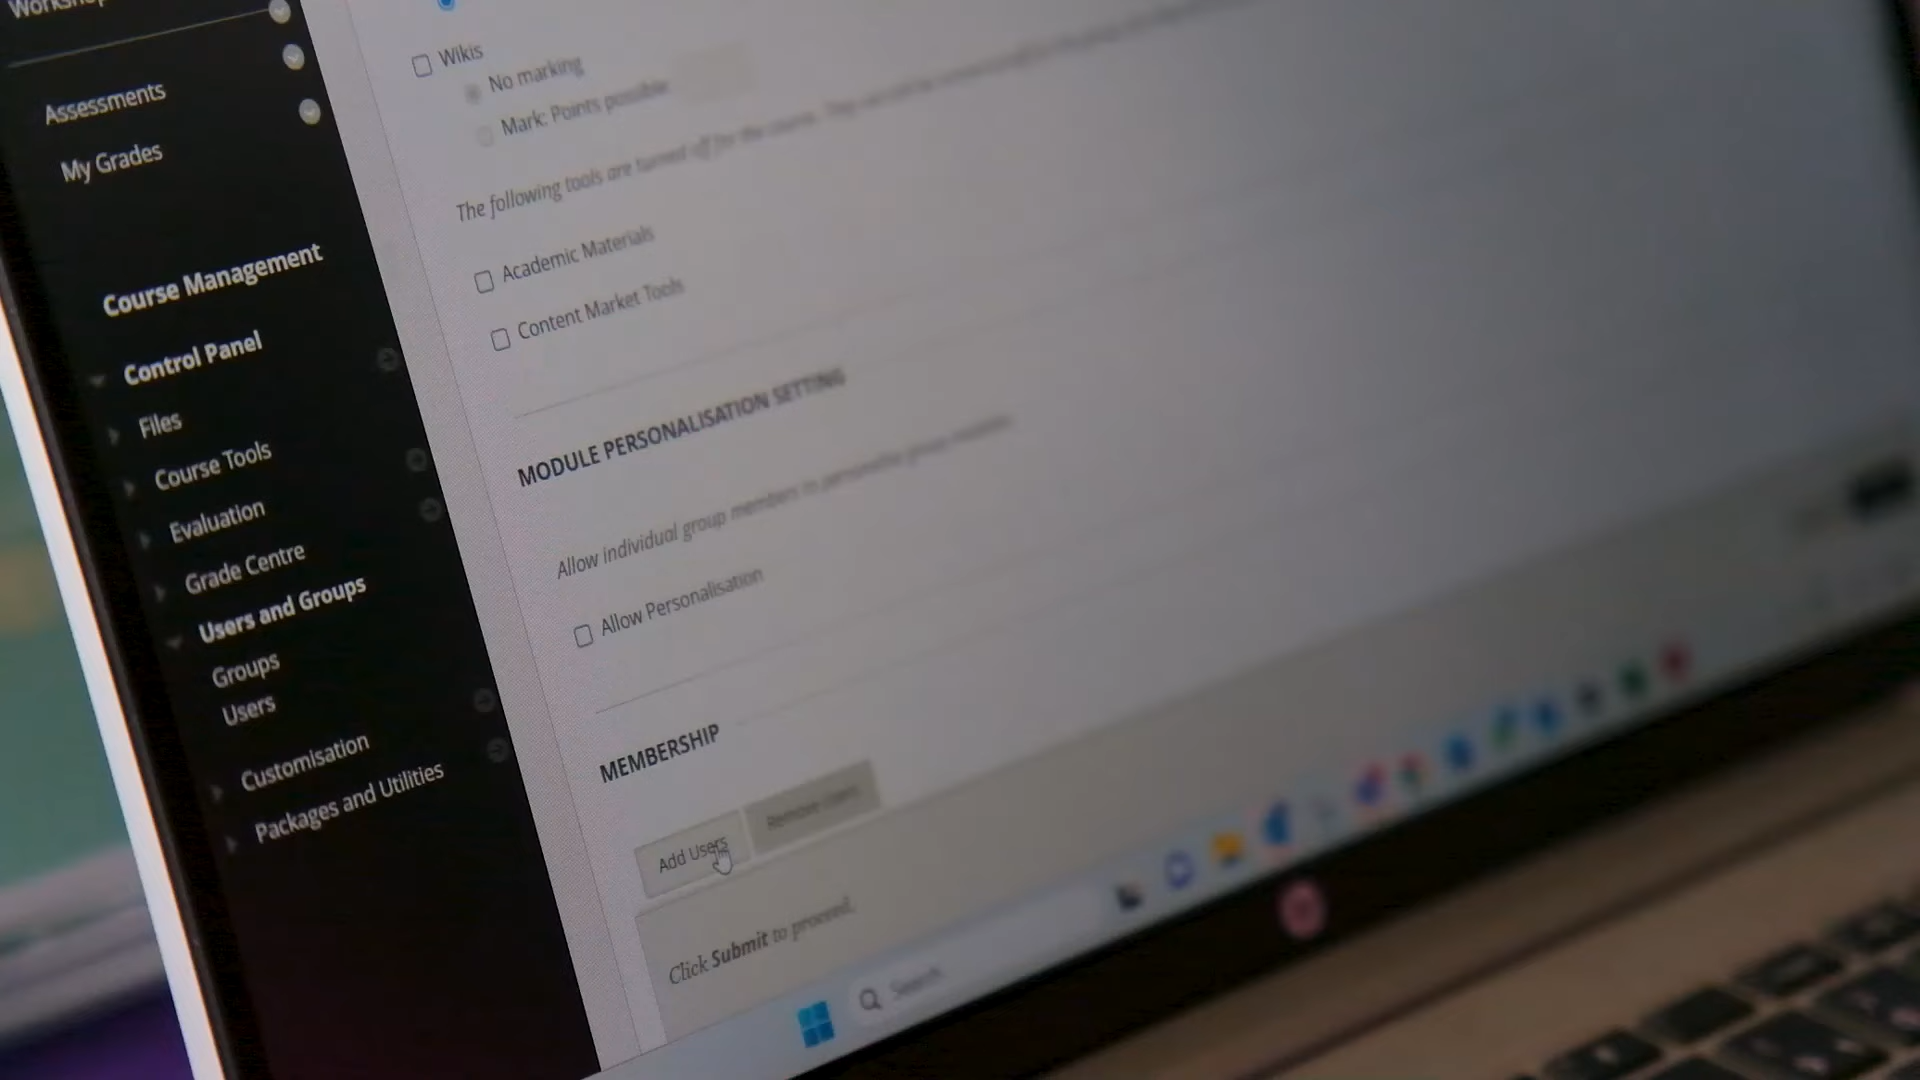 Assessments
My Grades
Course Management
Control Panel
Files
Course Tools
Evaluation
Grade Centre
Users and Groups
Groups
Users
Customisation
Packages and Utilities
Wikis
No marking
Mark: Points possible
The following tools are turned off for the course. They
Academic Materials
Content Market Tools
MODULE PERSONALISATION SETTING
Allow individual group members to personalise group modules
Allow Personalisation
MEMBERSHIP
Add Users
Remove Users
Click Submit to proceed.
Search